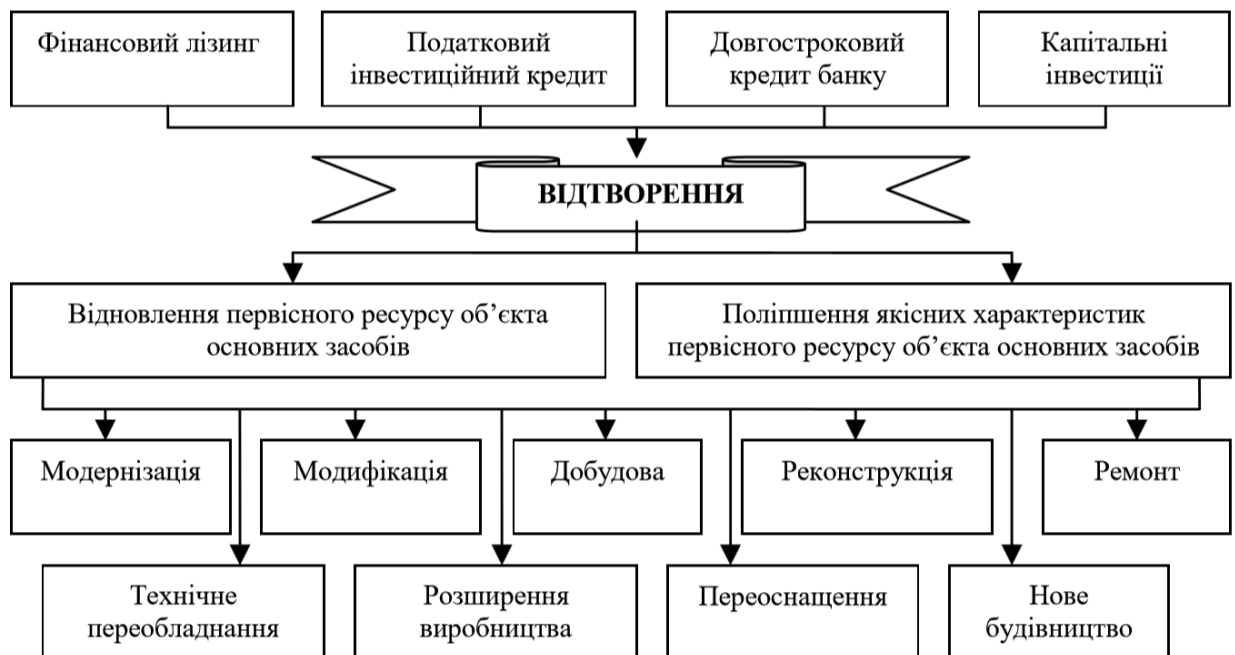 Фінансовий лізинг
Податковий
інвестиційний кредит
Довгостроковий
кредит банку
Капітальні
інвестиції
ВІДТВОРЕННЯ
Відновлення первісного ресурсу об’єкта
основних засобів
Поліпшення якісних характеристик
первісного ресурсу об’єкта основних засобів
Модернізація
Модифікація
Добудова
Реконструкція
Ремонт
Технічне
переобладнання
Розширення
виробництва
Переоснащення
Нове
будівництво